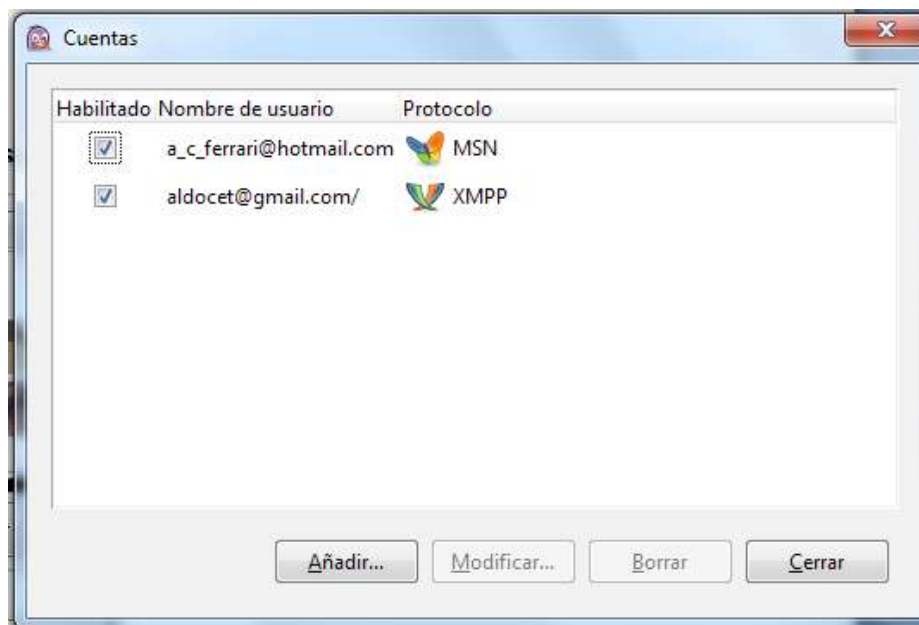 Cuentas
Habilitado Nombre de usuario Protocolo
a_c_ferrari@hotmail.com MSN
aldocet@gmail.com/ XMPP
Añadir... Modificar... Borrar Cerrar